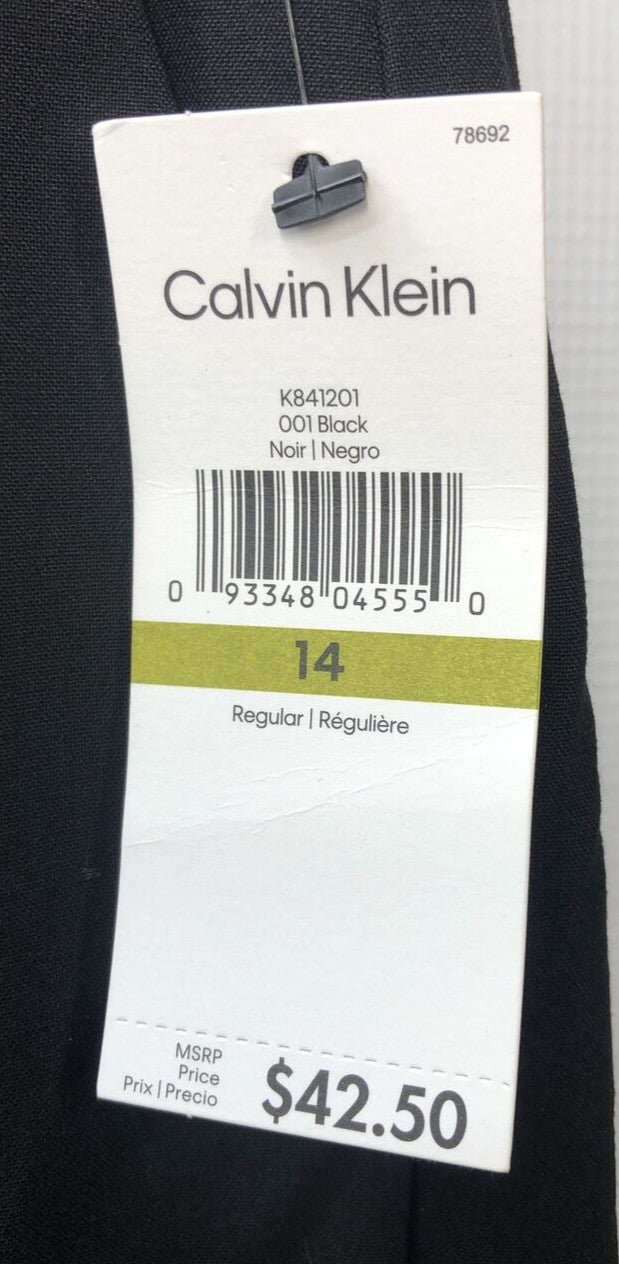 78692
Calvin Klein
K841201
001 Black
Noir | Negro
0 93348 04555 0
14
Regular | Régulière
MSRP
Price
Prix | Precio
$42.50